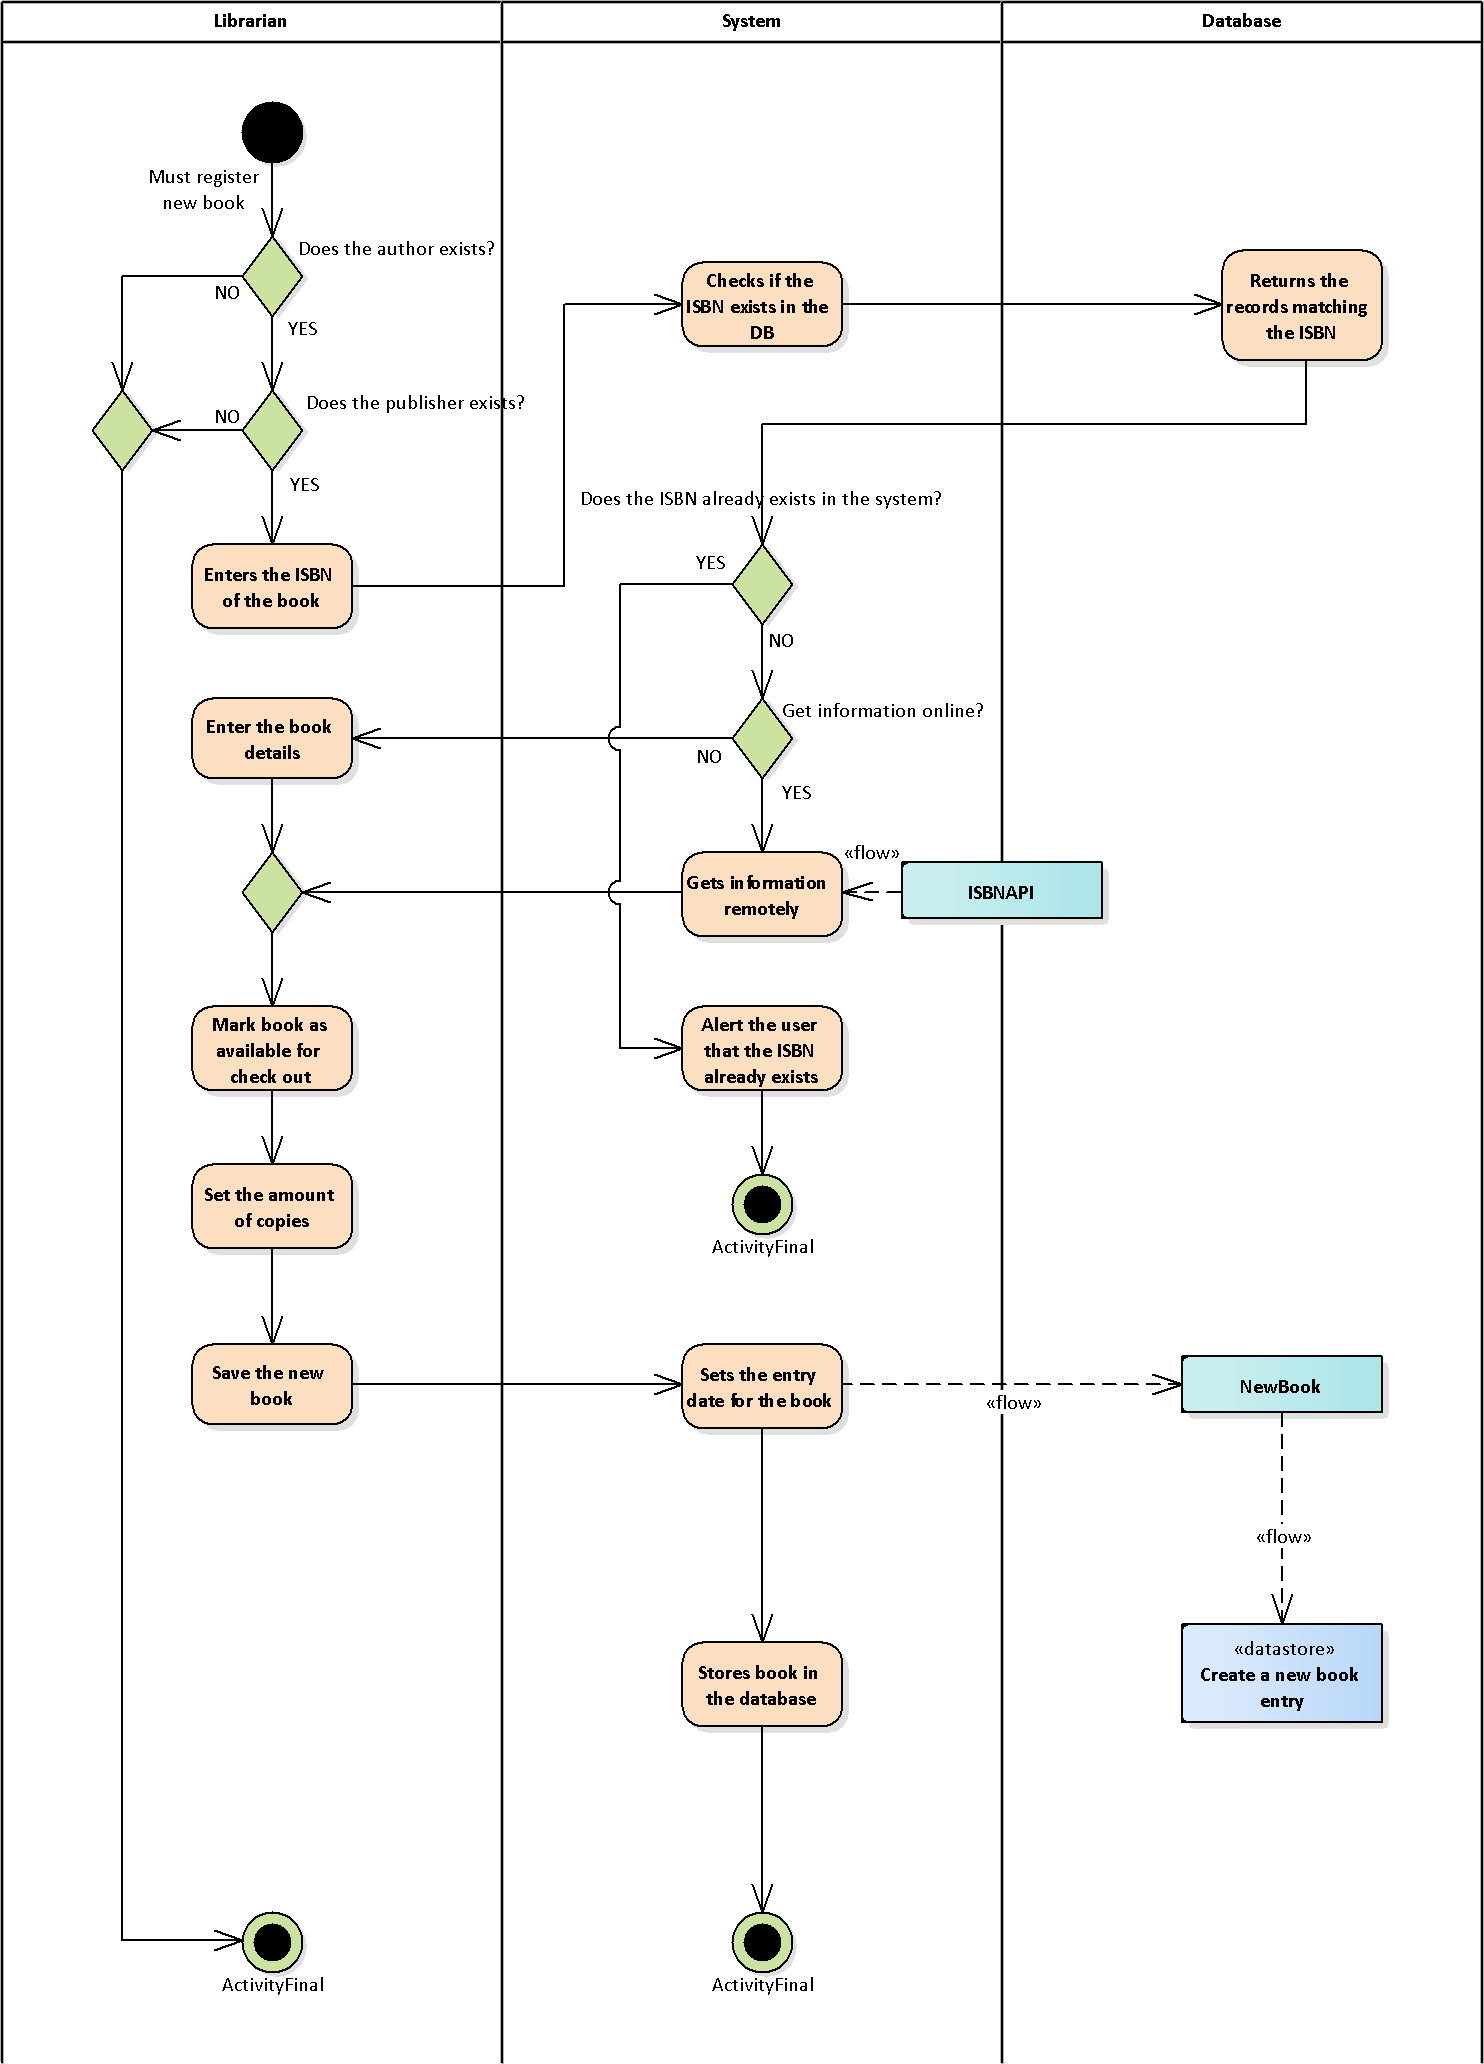 Librarian
System
Database
Must register
new book
Does the author exists?
NO
YES
Checks if the
ISBN exists in the
DB
Returns the
records matching
the ISBN
Does the publisher exists?
NO
YES
Does the ISBN already exists in the system?
YES
NO
Enters the ISBN
of the book
Get information online?
NO
YES
Enter the book
details
«flow»
Gets information
remotely
ISBNAPI
Mark book as
available for
check out
Alert the user
that the ISBN
already exists
Set the amount
of copies
ActivityFinal
Save the new
book
Sets the entry
date for the book
«flow»
NewBook
«flow»
Stores book in
the database
«datastore»
Create a new book
entry
ActivityFinal
ActivityFinal